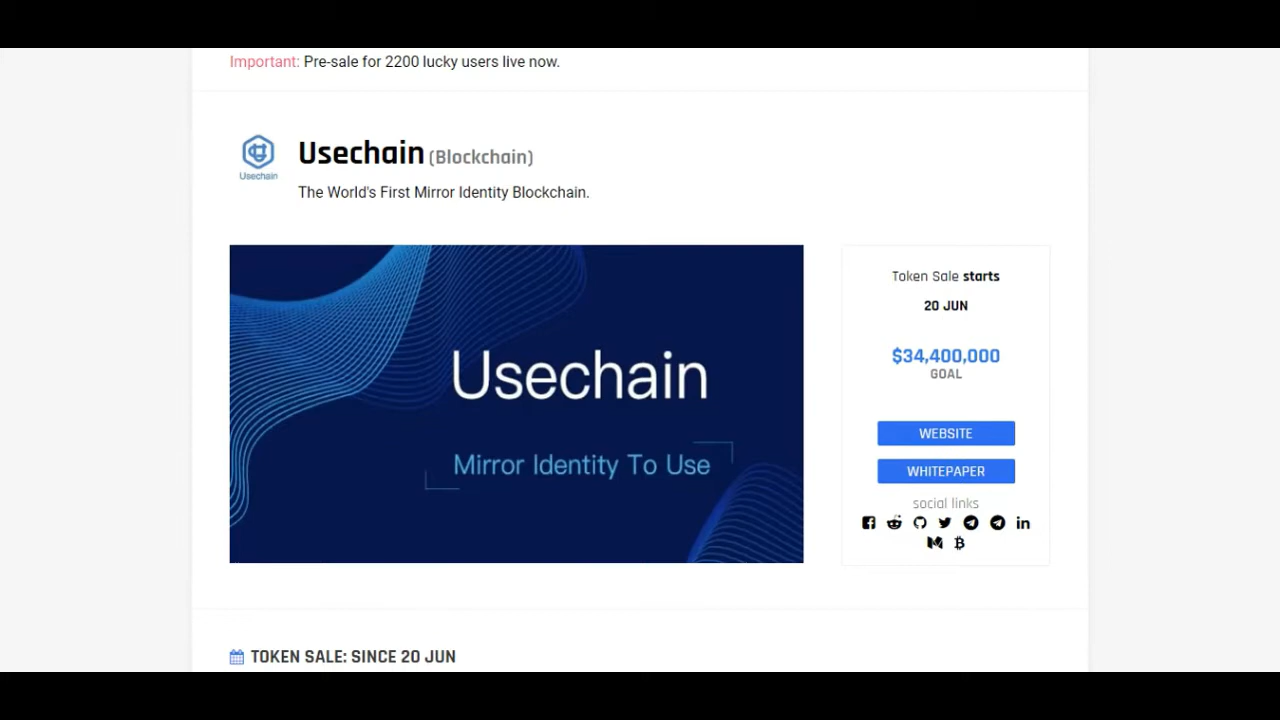 Important: Pre-sale for 2200 lucky users live now.
Usechain (Blockchain)
Usechain
The World's First Mirror Identity Blockchain.
Usechain
Mirror Identity To Use
Token Sale starts
20 JUN
$34,400,000
GOAL
WEBSITE
WHITEPAPER
social links
TOKEN SALE: SINCE 20 JUN